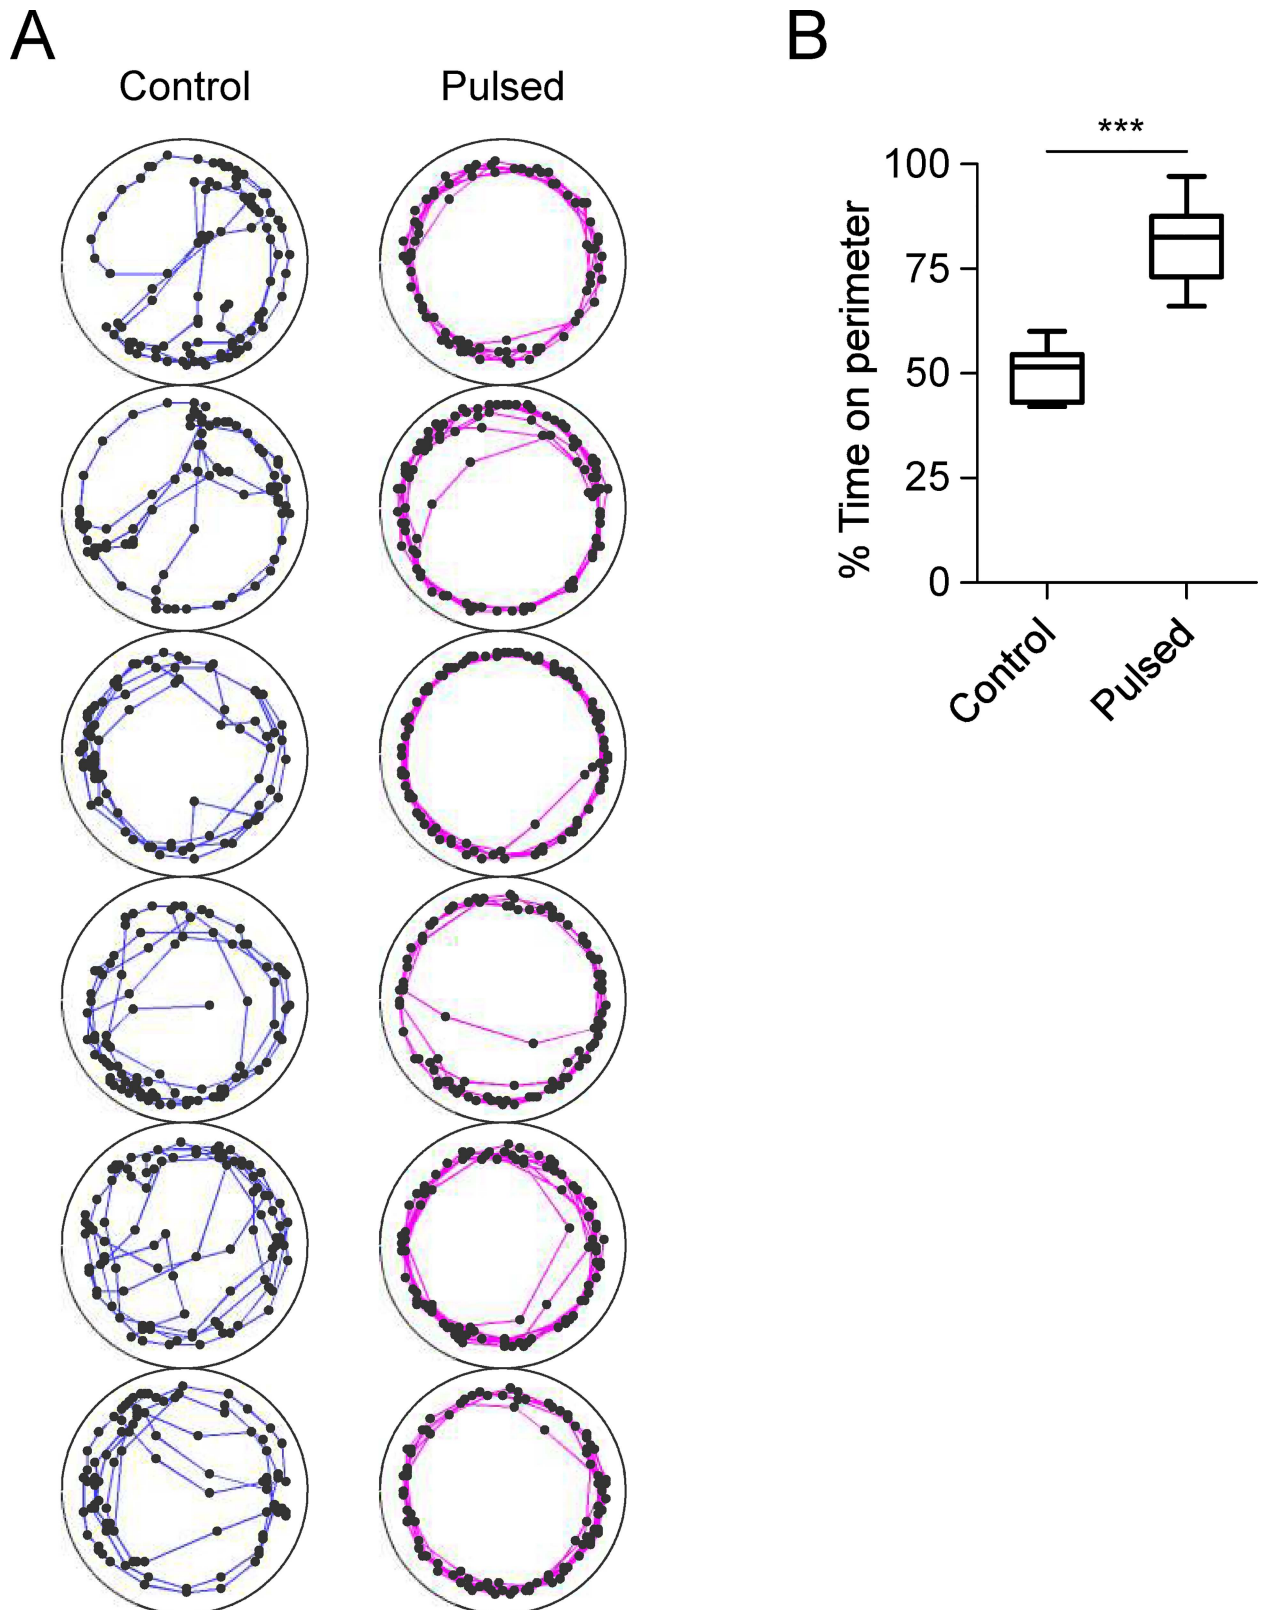 A
B
Control
Pulsed
***
100
75
50
25
0
% Time on perimeter
Control
Pulsed